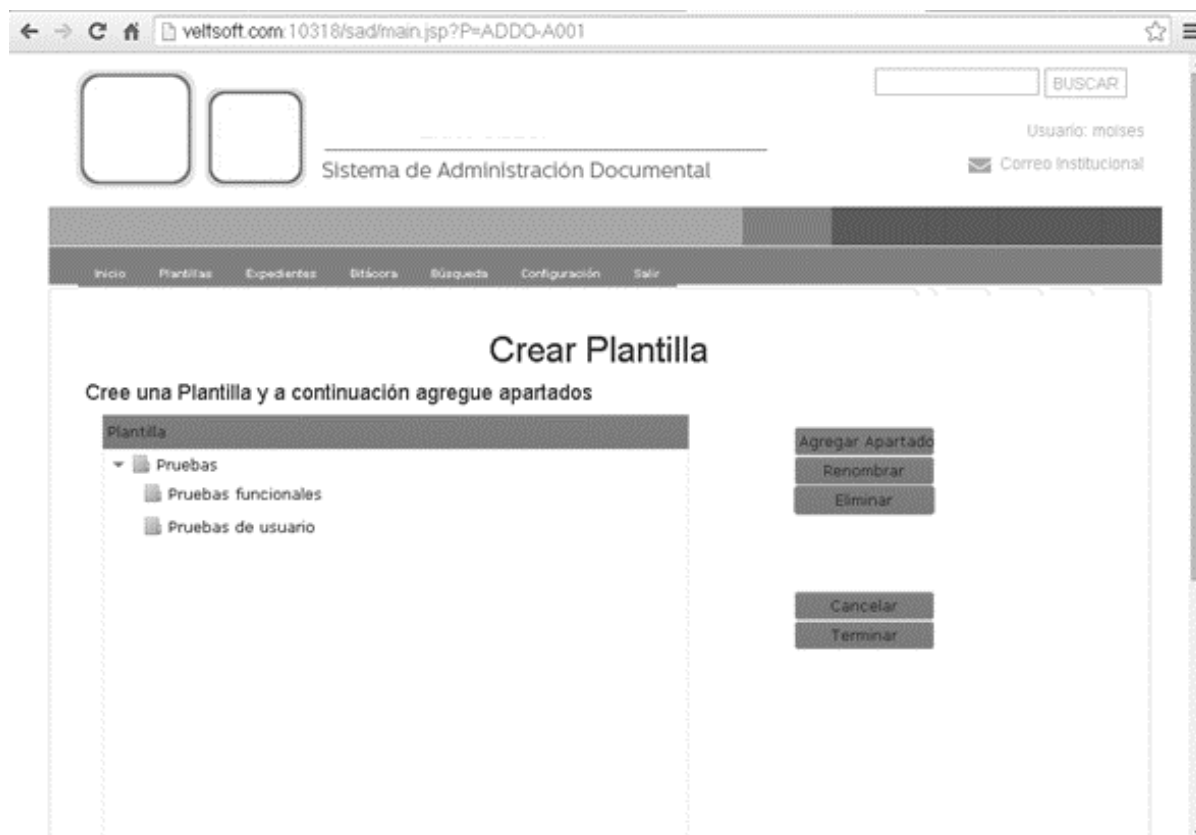 veltsoft.com:10318/sad/main.jsp?P=ADDO-A001
BUSCAR
Usuario: moises
Sistema de Administración Documental
Correo Institucional
Inicio Plantillas Expedientes Bitácora Búsqueda Configuración Salir
Crear Plantilla
Cree una Plantilla y a continuación agregue apartados
Plantilla
Pruebas
Pruebas funcionales
Pruebas de usuario
Agregar Apartado
Renombrar
Eliminar
Cancelar
Terminar